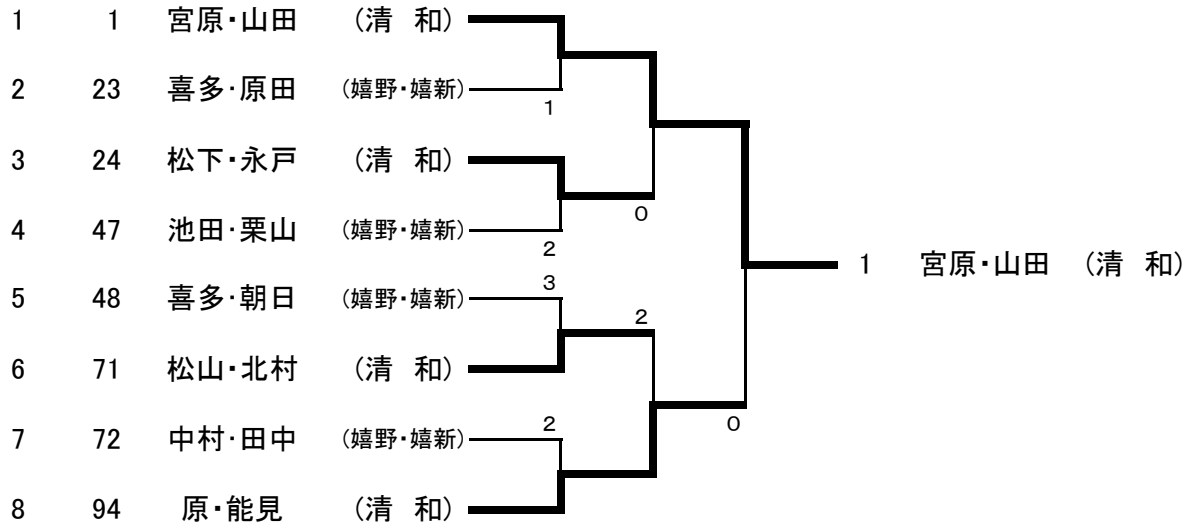 1 1 宮原・山田 (清 和)
2 23 喜多・原田 (嬉野・嬉新)
1
3 24 松下・永戸 (清 和)
0
4 47 池田・栗山 (嬉野・嬉新)
2
1 宮原・山田 (清 和)
5 48 喜多・朝日 (嬉野・嬉新)
3
2
6 71 松山・北村 (清 和)
0
7 72 中村・田中 (嬉野・嬉新)
2
8 94 原・能見 (清 和)